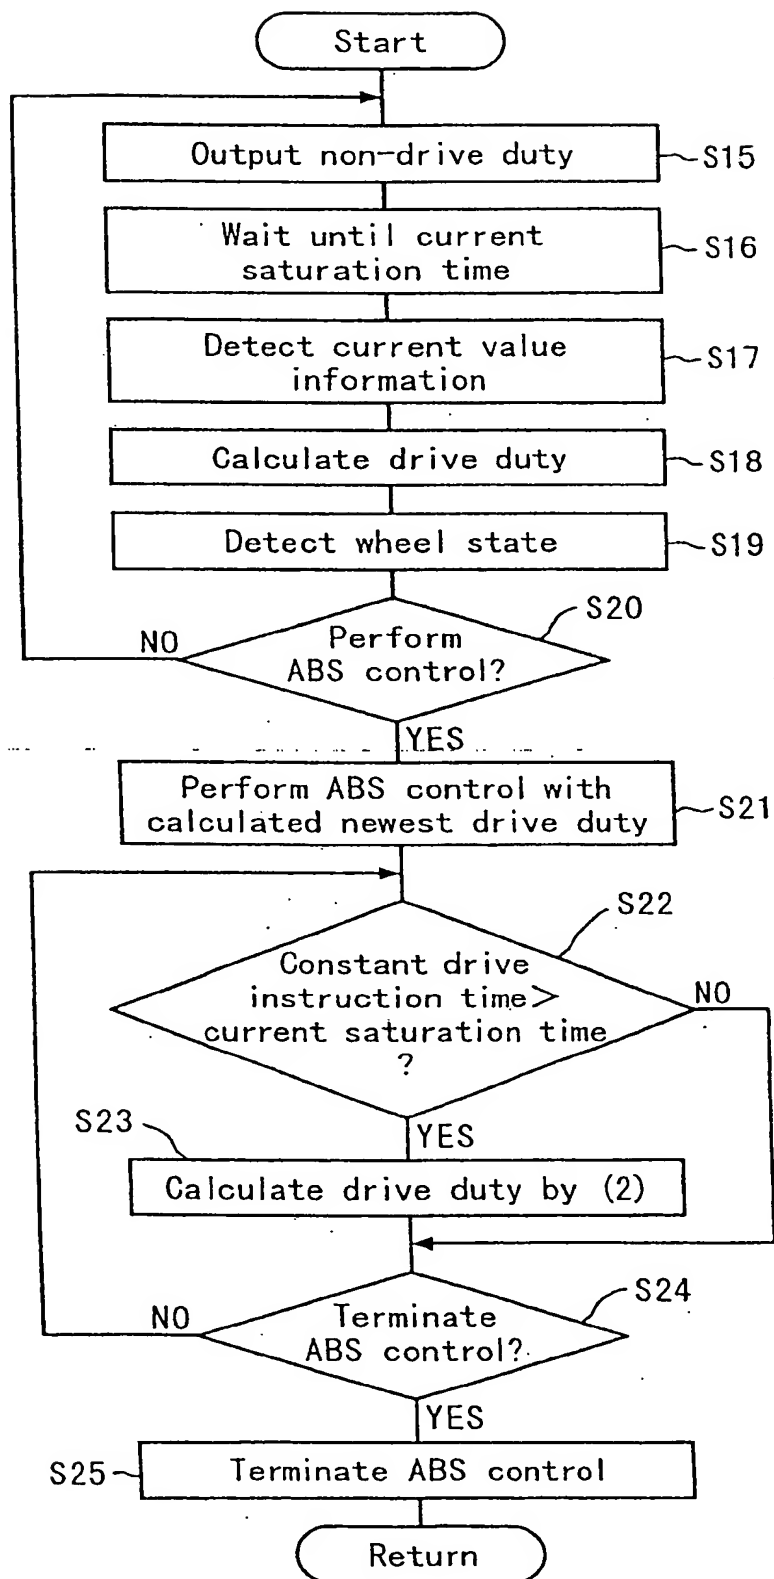 Start
Output non-drive duty
S15
Wait until current
saturation time
S16
Detect current value
information
S17
Calculate drive duty
S18
Detect wheel state
S19
S20
Perform
ABS control?
NO
YES
Perform ABS control with
calculated newest drive duty
S21
S22
Constant drive
instruction time>
current saturation time
?
NO
YES
S23
Calculate drive duty by (2)
S24
Terminate
ABS control?
NO
YES
S25
Terminate ABS control
Return